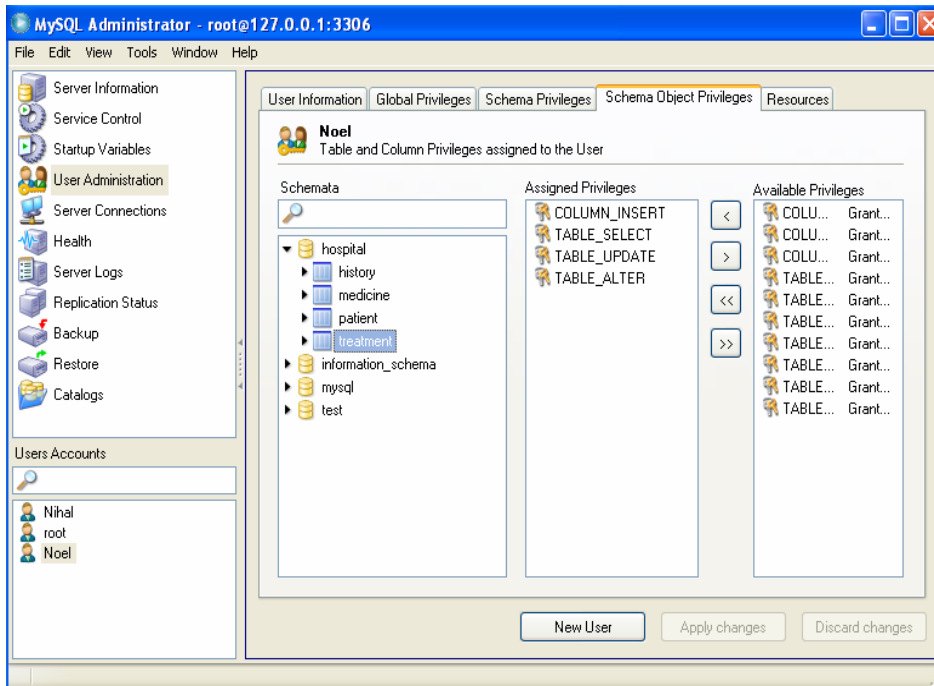 MySQL Administrator - root@127.0.0.1:3306
File Edit View Tools Window Help
Server Information
Service Control
Startup Variables
User Administration
Server Connections
Health
Server Logs
Replication Status
Backup
Restore
Catalogs
Users Accounts
Nihal
root
Noel
User Information Global Privileges Schema Privileges Schema Object Privileges Resources
Noel
Table and Column Privileges assigned to the User
Schemata
hospital
history
medicine
patient
treatment
information_schema
mysql
test
Assigned Privileges
COLUMN_INSERT
TABLE_SELECT
TABLE_UPDATE
TABLE_ALTER
<
>
<<
>>
Available Privileges
COLU... Grant...
COLU... Grant...
COLU... Grant...
TABLE... Grant...
TABLE... Grant...
TABLE... Grant...
TABLE... Grant...
TABLE... Grant...
TABLE... Grant...
TABLE... Grant...
New User Apply changes Discard changes